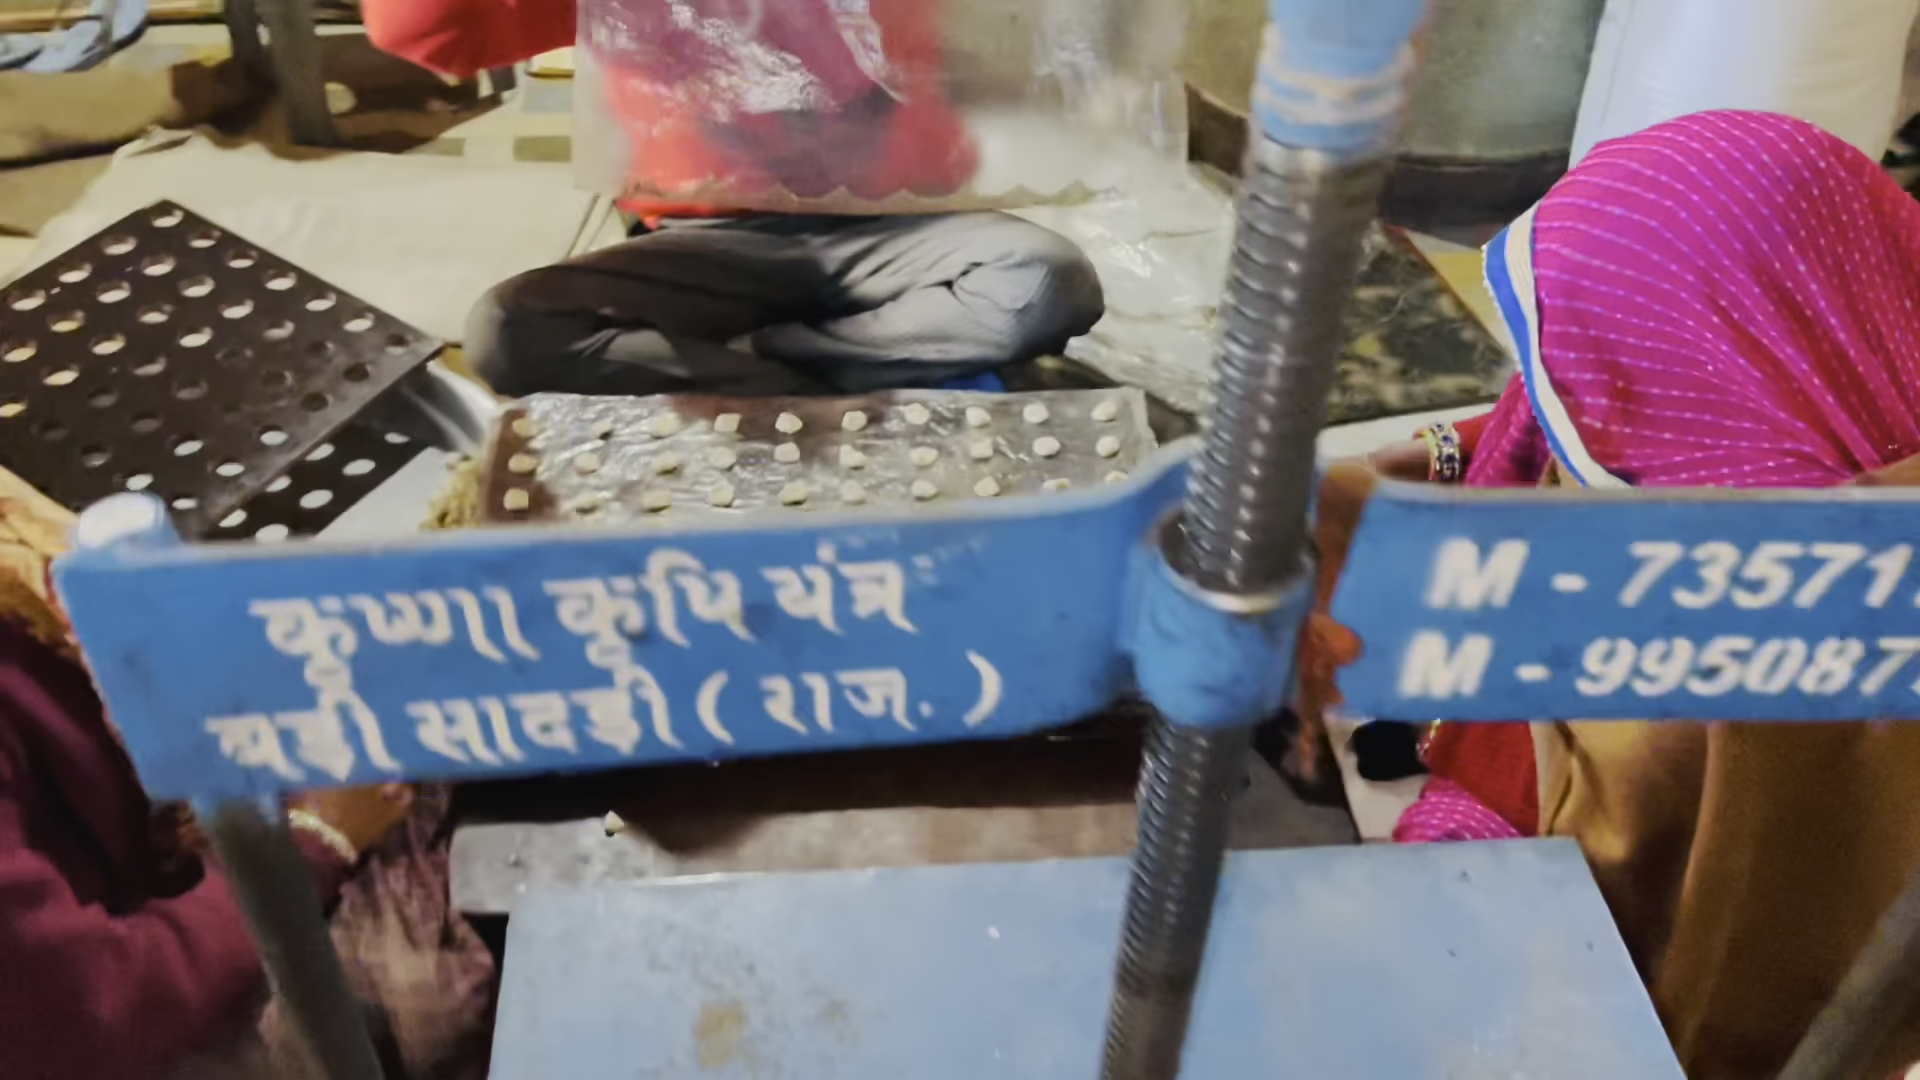 कृष्णा कृषि यंत्र
बड़ी सादड़ी ( राज. )
M - 73571
M - 995087